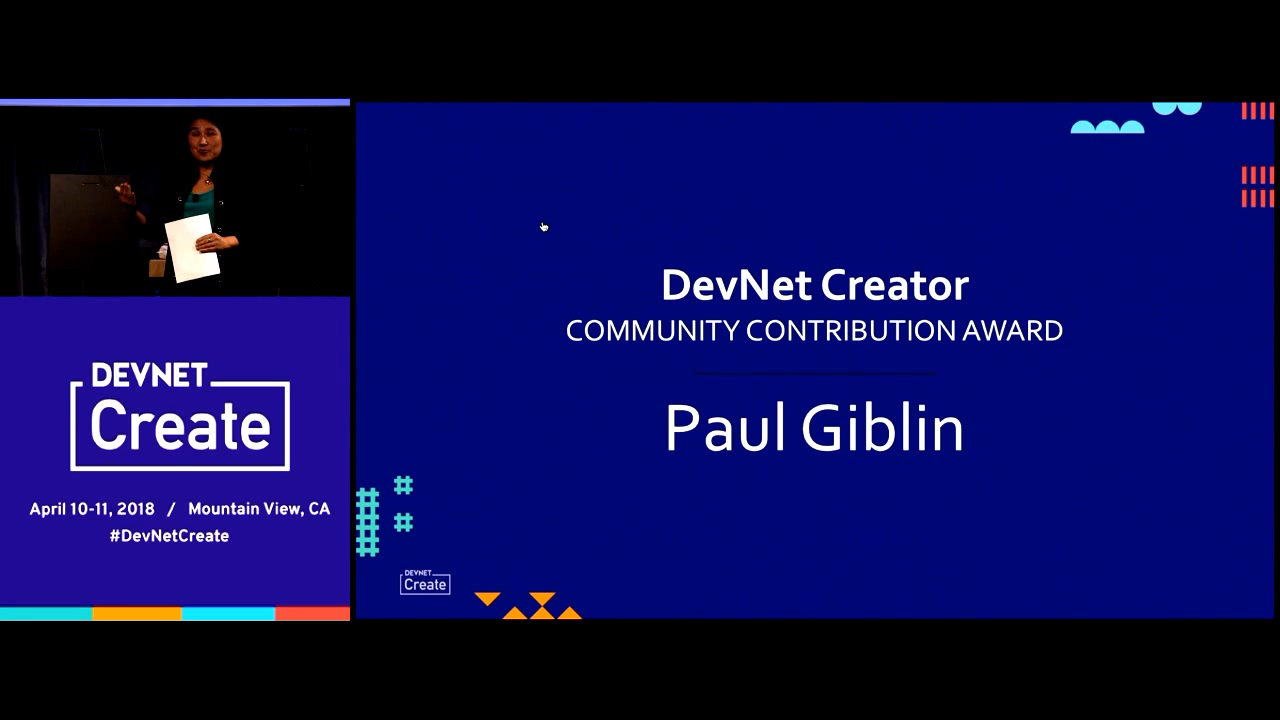 DEVNET
Create
April 10-11, 2018 / Mountain View, CA
#DevNetCreate
DevNet Creator
COMMUNITY CONTRIBUTION AWARD
Paul Giblin
DEVNET
Create